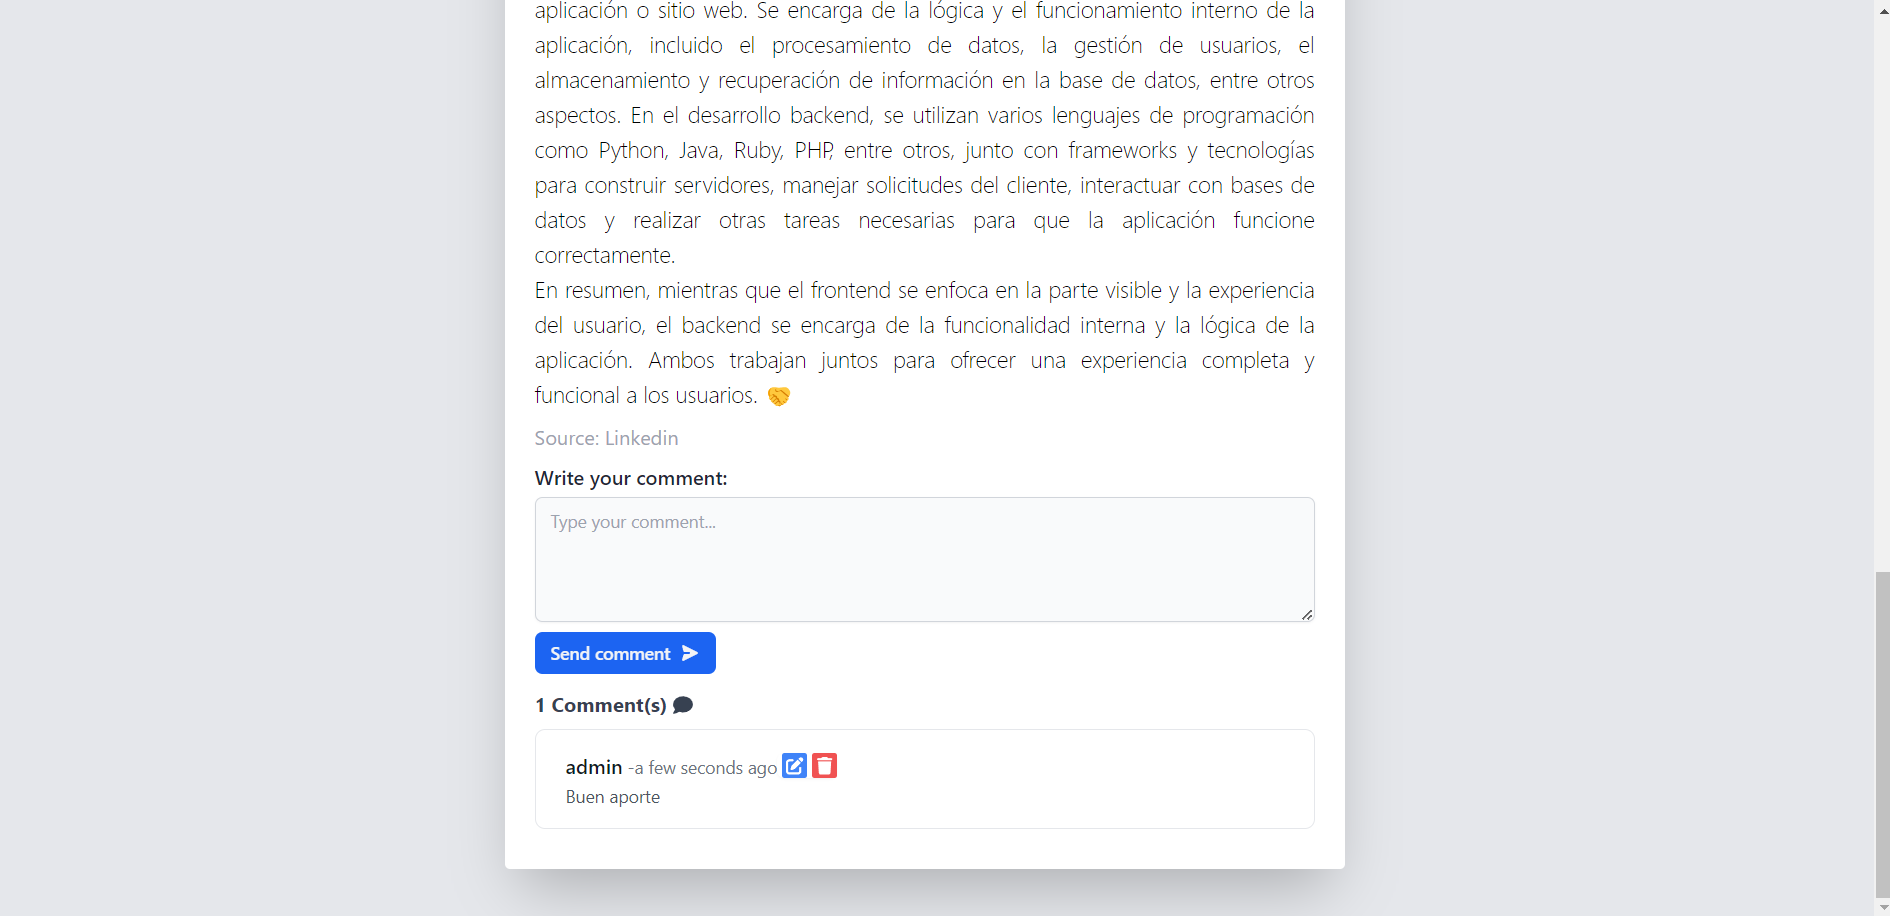 aplicación o sitio web. Se encarga de la lógica y el funcionamiento interno de la
aplicación, incluido el procesamiento de datos, la gestión de usuarios, el
almacenamiento y recuperación de información en la base de datos, entre otros
aspectos. En el desarrollo backend, se utilizan varios lenguajes de programación
como Python, Java, Ruby, PHP, entre otros, junto con frameworks y tecnologías
para construir servidores, manejar solicitudes del cliente, interactuar con bases de
datos y realizar otras tareas necesarias para que la aplicación funcione
correctamente.
En resumen, mientras que el frontend se enfoca en la parte visible y la experiencia
del usuario, el backend se encarga de la funcionalidad interna y la lógica de la
aplicación. Ambos trabajan juntos para ofrecer una experiencia completa y
funcional a los usuarios. 🤝
Source: Linkedin
Write your comment:
Type your comment...
Send comment
1 Comment(s)
admin -a few seconds ago
Buen aporte